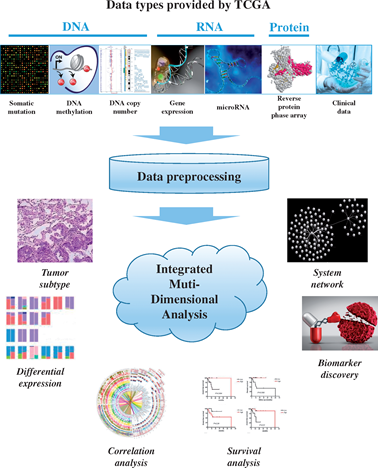 Data types provided by TCGA
DNA
RNA
Protein
Somatic
mutation
DNA
methylation
DNA copy
number
Gene
expression
microRNA
Reverse
protein
phase array
Clinical
data
Data preprocessing
Integrated
Muti-
Dimensional
Analysis
Tumor
subtype
System
network
Differential
expression
Biomarker
discovery
Correlation
analysis
Survival
analysis